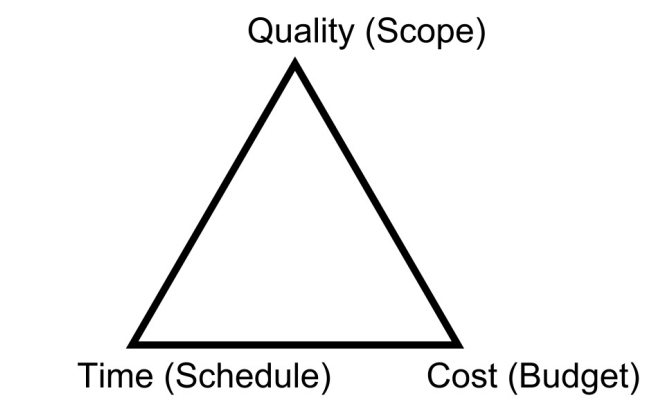 Quality (Scope)
Time (Schedule)
Cost (Budget)